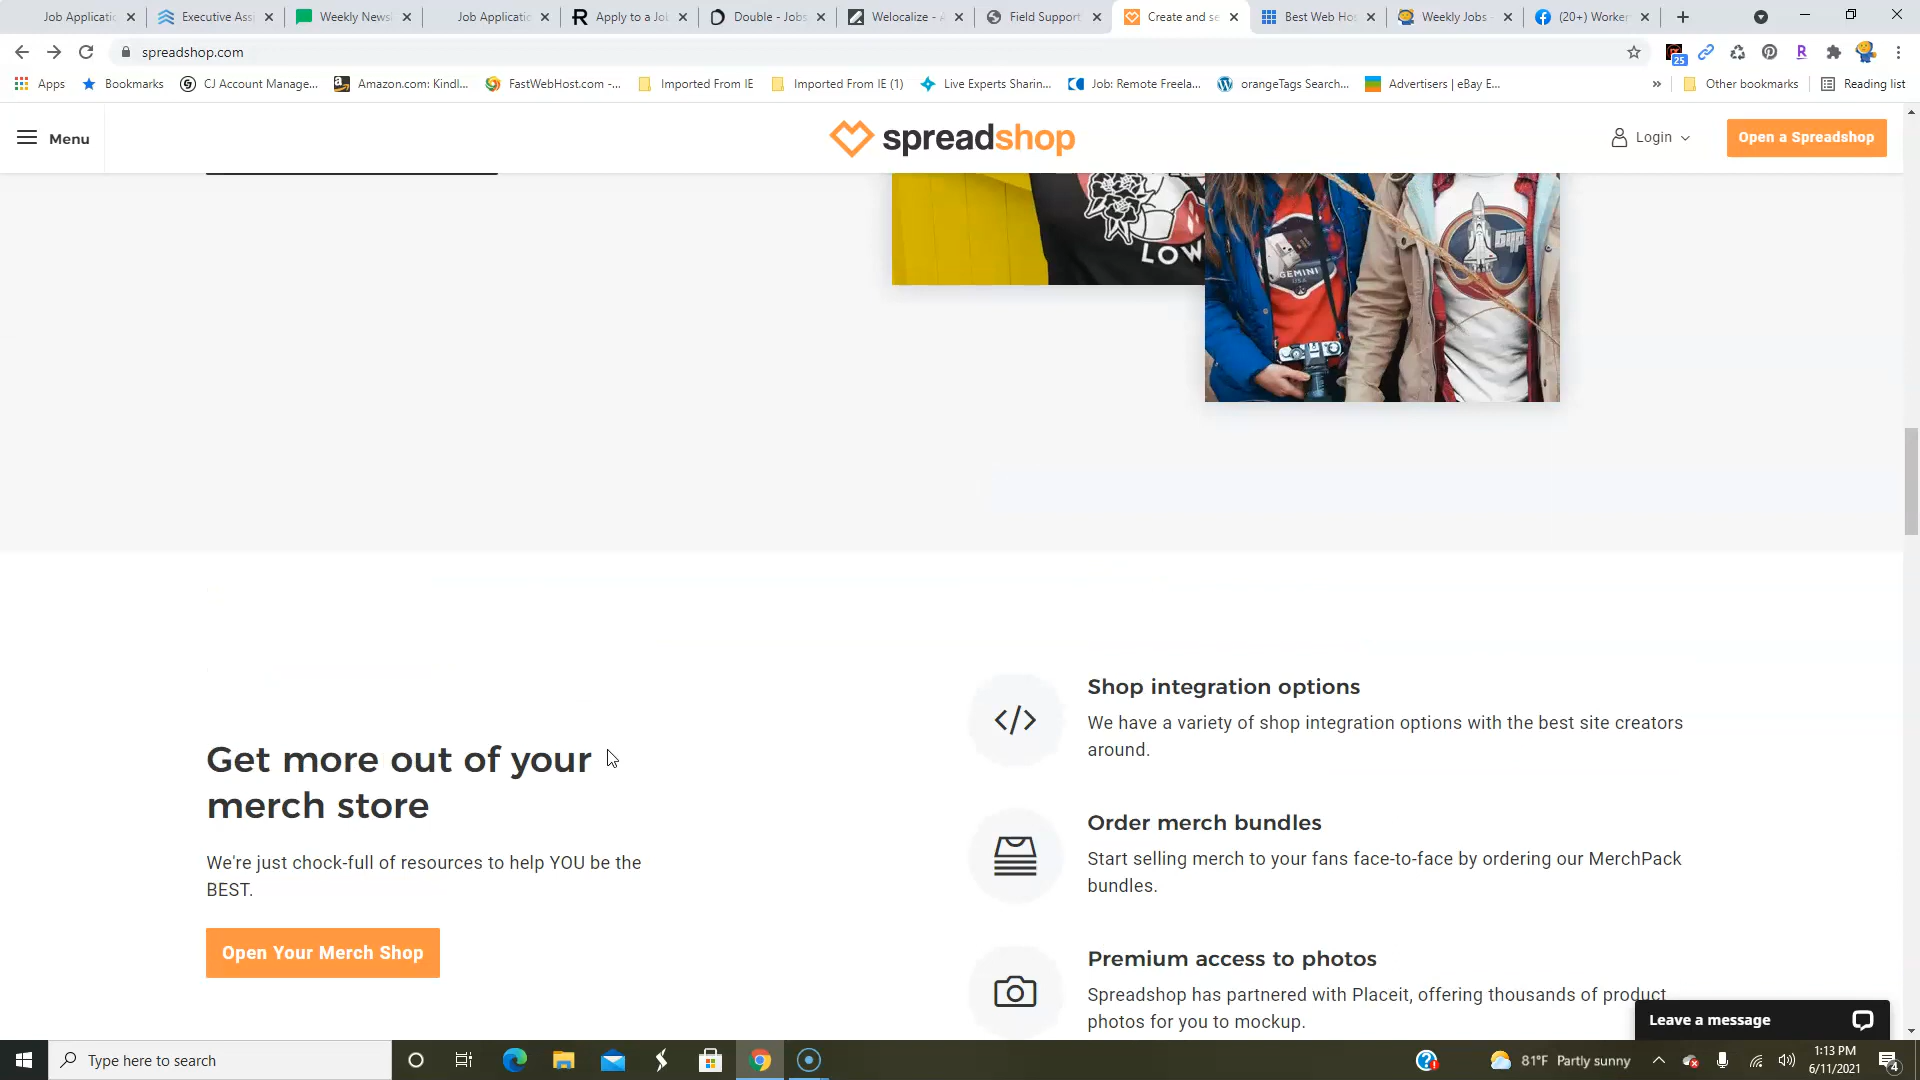 Job Applicatio
Executive Ass
Weekly News
Job Applicatio
Apply to a Jo
Double - Jobs
Welocalize - A
Field Support
Create and se
Best Web Ho
Weekly Jobs -
(20+) Worke
spreadshop.com
25
Apps
Bookmarks
CJ Account Manage...
Amazon.com: Kindl...
FastWebHost.com -...
Imported From IE
Imported From IE (1)
Live Experts Sharin...
Job: Remote Freela...
orangeTags Search...
Advertisers | eBay E...
»
Other bookmarks
Reading list
Menu
spreadshop
Login
Open a Spreadshop
LOW
GEMINI
USA
Get more out of your
merch store
We're just chock-full of resources to help YOU be the
BEST.
Open Your Merch Shop
Shop integration options
We have a variety of shop integration options with the best site creators
around.
Order merch bundles
Start selling merch to your fans face-to-face by ordering our MerchPack
bundles.
Premium access to photos
Spreadshop has partnered with Placeit, offering thousands of product
photos for you to mockup.
Leave a message
Type here to search
81°F Partly sunny
1:13 PM
6/11/2021
4